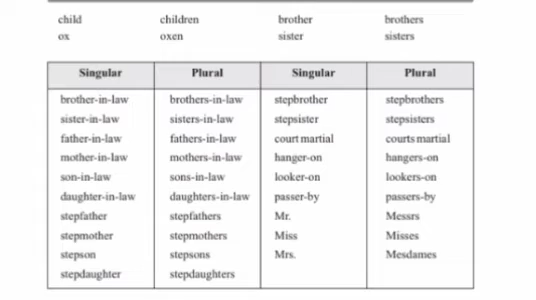 child children brother brothers
ox oxen sister sisters
Singular Plural Singular Plural
brother-in-law brothers-in-law stepbrother stepbrothers
sister-in-law sisters-in-law stepsister stepsisters
father-in-law fathers-in-law court martial courts martial
mother-in-law mothers-in-law hanger-on hangers-on
son-in-law sons-in-law looker-on lookers-on
daughter-in-law daughters-in-law passer-by passers-by
stepfather stepfathers Mr. Messrs
stepmother stepmothers Miss Misses
stepson stepsons Mrs. Mesdames
stepdaughter stepdaughters